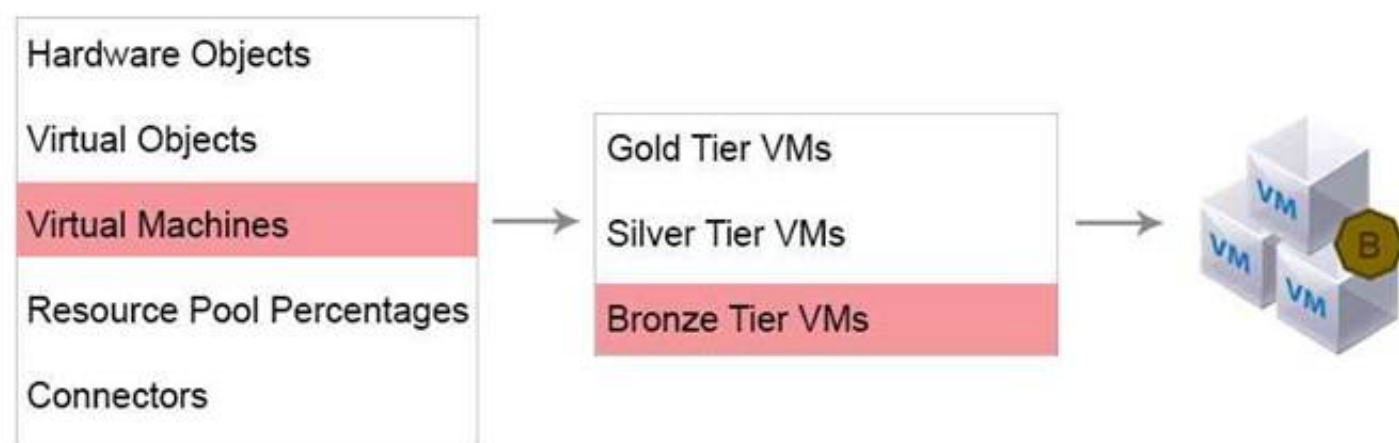 Hardware Objects
Virtual Objects
Virtual Machines
Resource Pool Percentages
Connectors
Gold Tier VMs
Silver Tier VMs
Bronze Tier VMs
VM
VM
VM
B